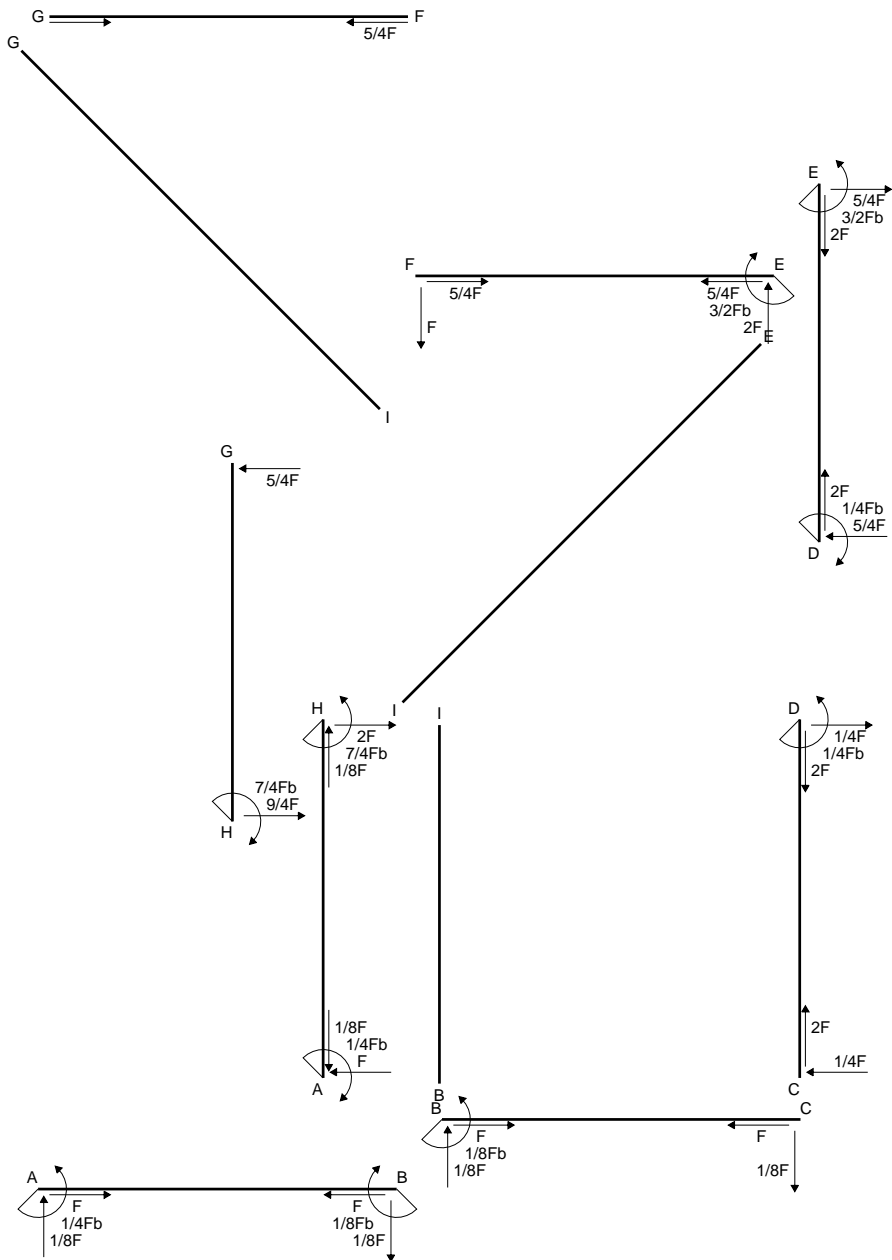 G F
5/4F
G
E
5/4F
3/2Fb
2F
F E
5/4F 5/4F
3/2Fb
F 2F
E
I
G
5/4F
2F
1/4Fb
5/4F
D
H I I D
2F 1/4F
7/4Fb 1/4Fb
1/8F 2F
7/4Fb
9/4F
H
1/8F 2F
1/4Fb
F 1/4F
A B C
B C
F F
1/8Fb
1/8F 1/8F
A B
F F
1/4Fb 1/8Fb
1/8F 1/8F